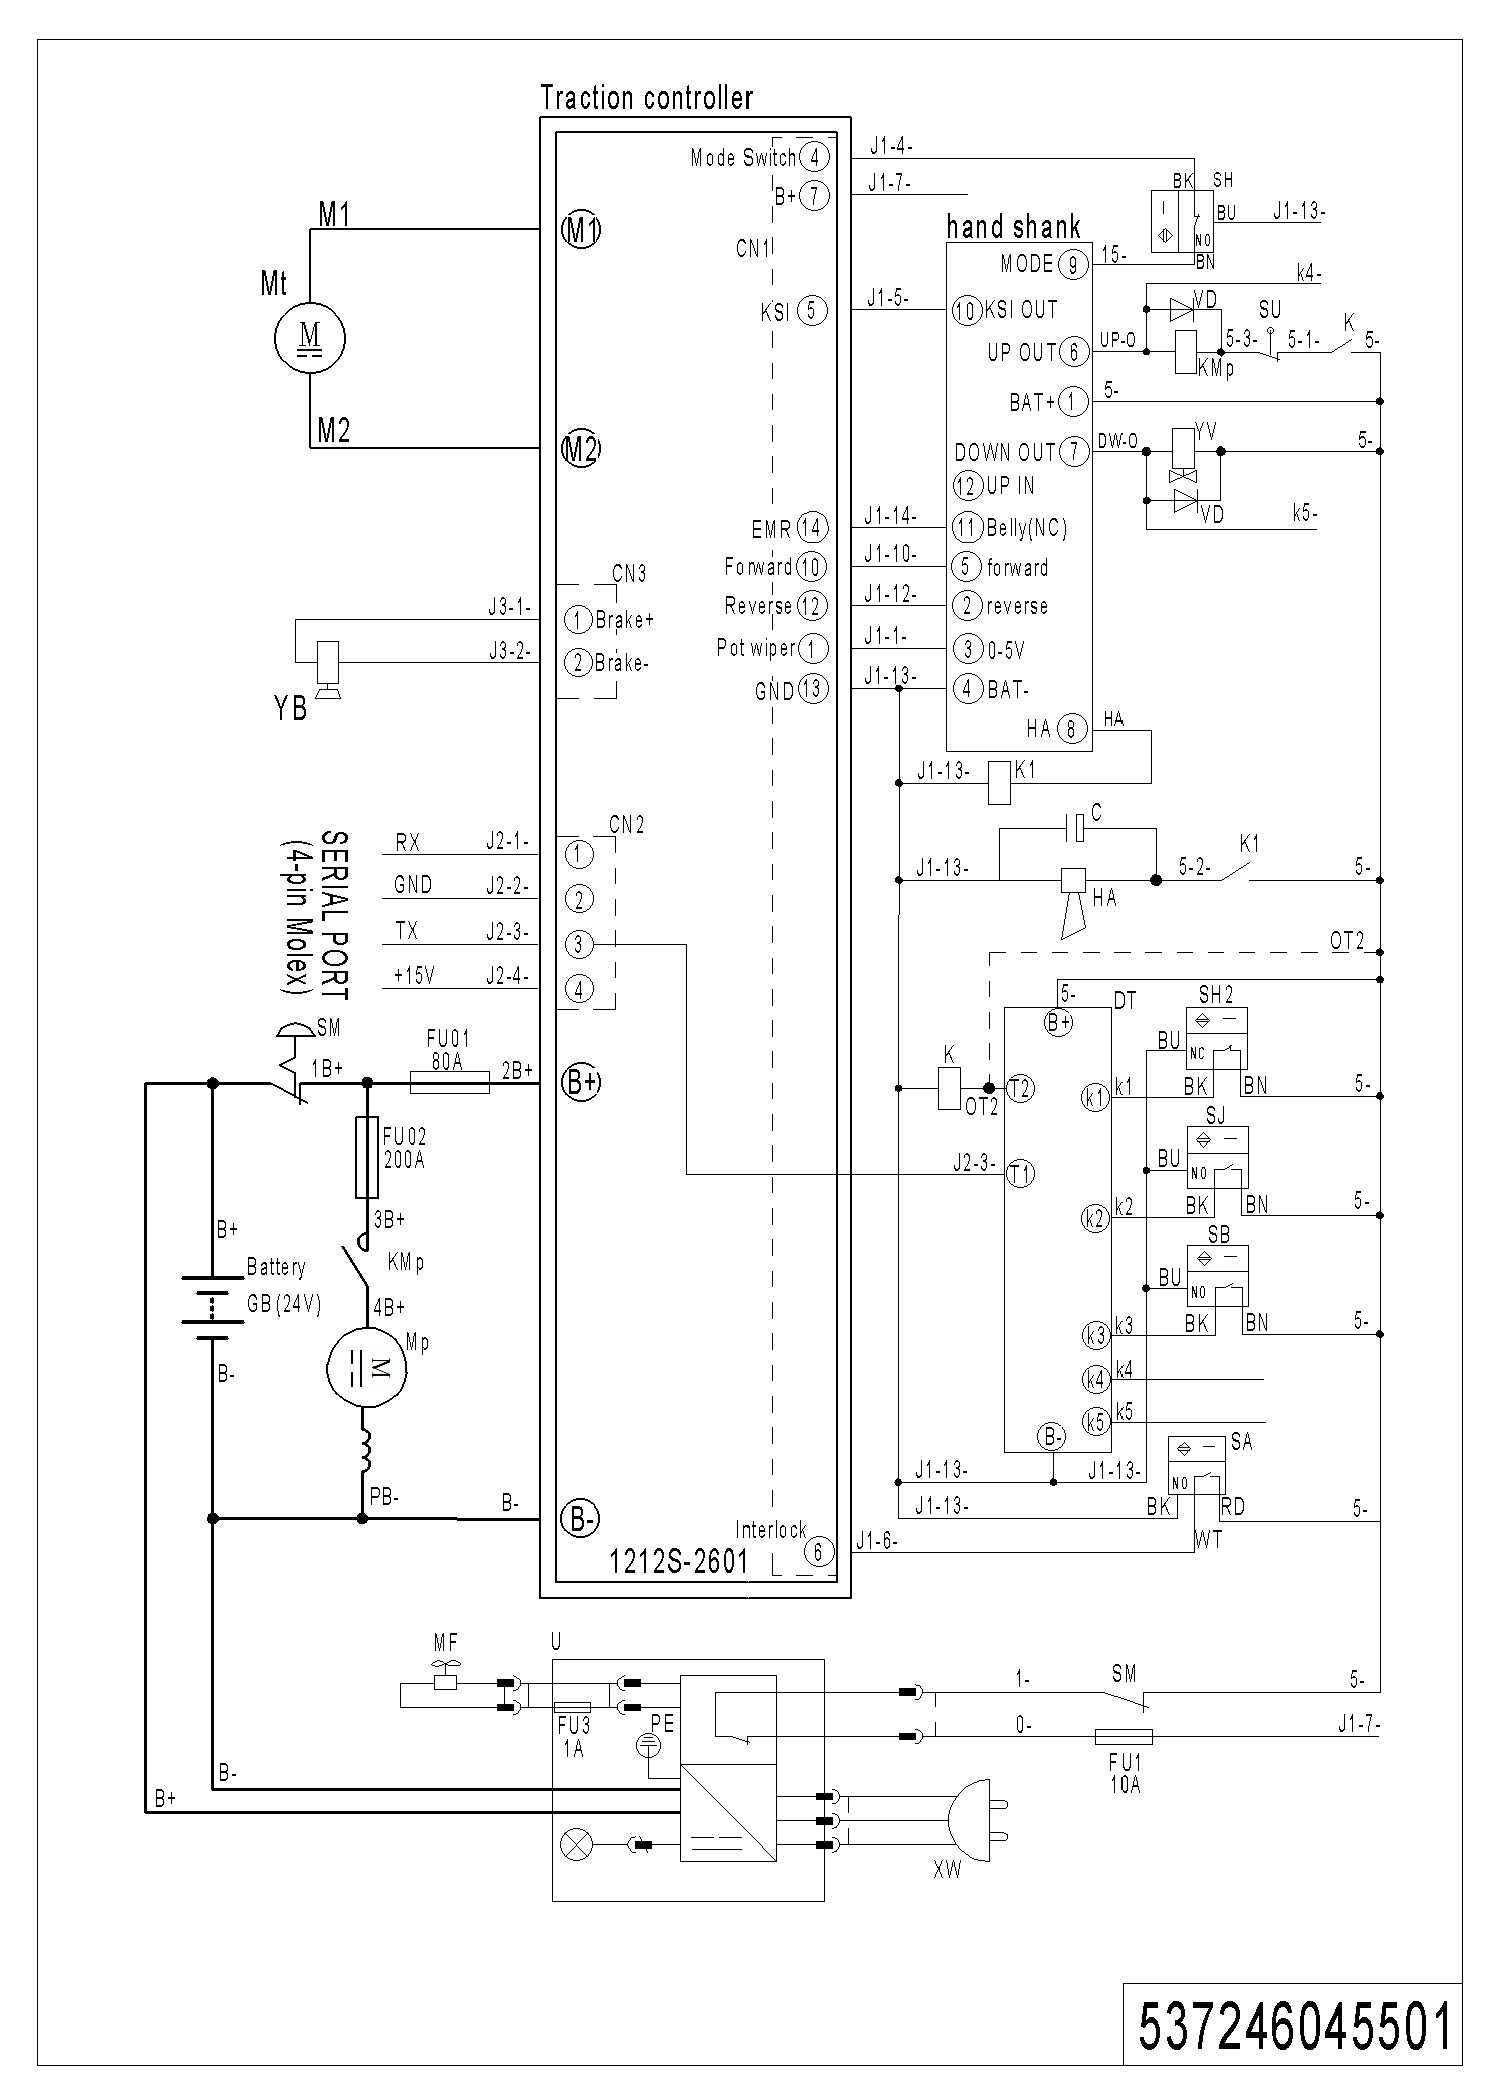 Traction controller
Mode Switch 4
J1-4-
B+ 7
J1-7-
BK
SH
BU
J1-13-
NO
BN
M1
M1
CN1
hand shank
MODE 9
15-
k4-
Mt
M
KSI 5
J1-5-
10 KSI OUT
VD
SU
K
UP OUT 6
UP-O
5-3-
5-1-
5-
KMp
BAT+ 1
5-
M2
M2
DOWN OUT 7
DW-O
YV
5-
12 UP IN
VD
k5-
EMR 14
J1-14-
11 Belly(NC)
CN3
Forward 10
J1-10-
5 forward
J3-1-
1 Brake+
Reverse 12
J1-12-
2 reverse
J3-2-
2 Brake-
Pot wiper 1
J1-1-
3 0-5V
YB
GND 13
J1-13-
4 BAT-
HA 8
HA
J1-13-
K1
SERIAL PORT
(4-pin Molex)
CN2
C
RX
J2-1-
1
K1
GND
J2-2-
2
J1-13-
HA
5-2-
5-
TX
J2-3-
3
OT2
+15V
J2-4-
4
5-
DT
SH2
B+
SM
1B+
FU01
80A
2B+
B+
K
T2
OT2
k1
k1
BU
NC
BK
BN
5-
FU02
200A
SJ
J2-3-
T1
BU
NO
k2
k2
BK
BN
5-
3B+
B+
KMp
Battery
GB(24V)
4B+
SB
BU
NO
k3
k3
BK
BN
5-
Mp
M
B-
k4
k4
k5
k5
B-
SA
J1-13-
J1-13-
NO
PB-
B-
B-
J1-13-
BK
RD
5-
Interlock
6
J1-6-
WT
1212S-2601
MF
U
1-
SM
5-
FU3
1A
PE
0-
J1-7-
FU1
10A
B-
B+
XW
537246045501